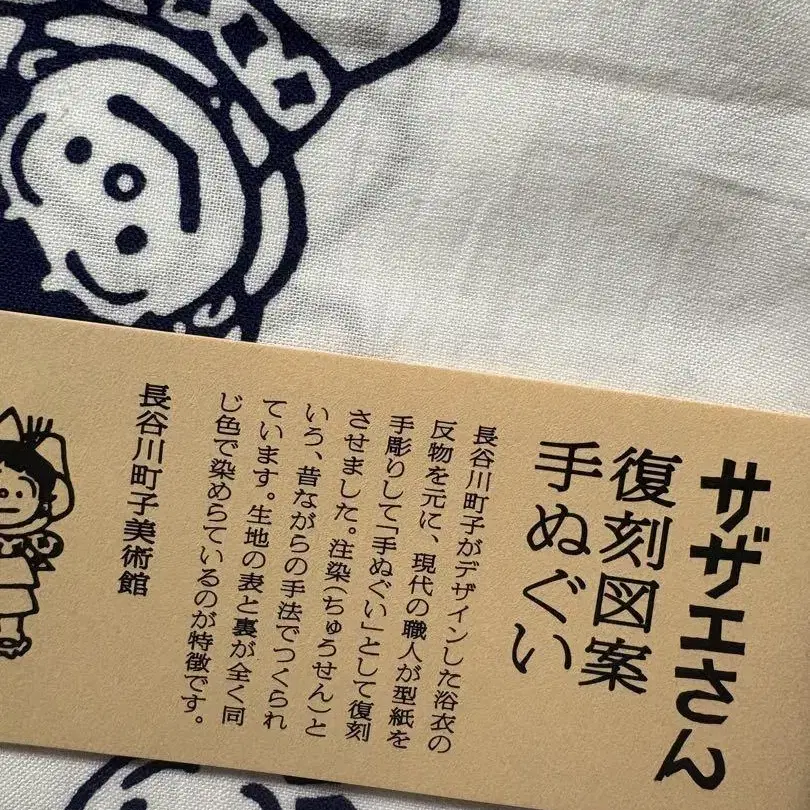 サザエさん
復刻図案
手ぬぐい
長谷川町子がデザインした浴衣の
反物を元に、現代の職人が型紙を
手彫りして「手ぬぐい」として復刻
させました。注染(ちゅうせん)と
いう、昔ながらの手法でつくられ
ています。生地の表と裏が全く同
じ色で染めらているのが特徴です。
長谷川町子美術館